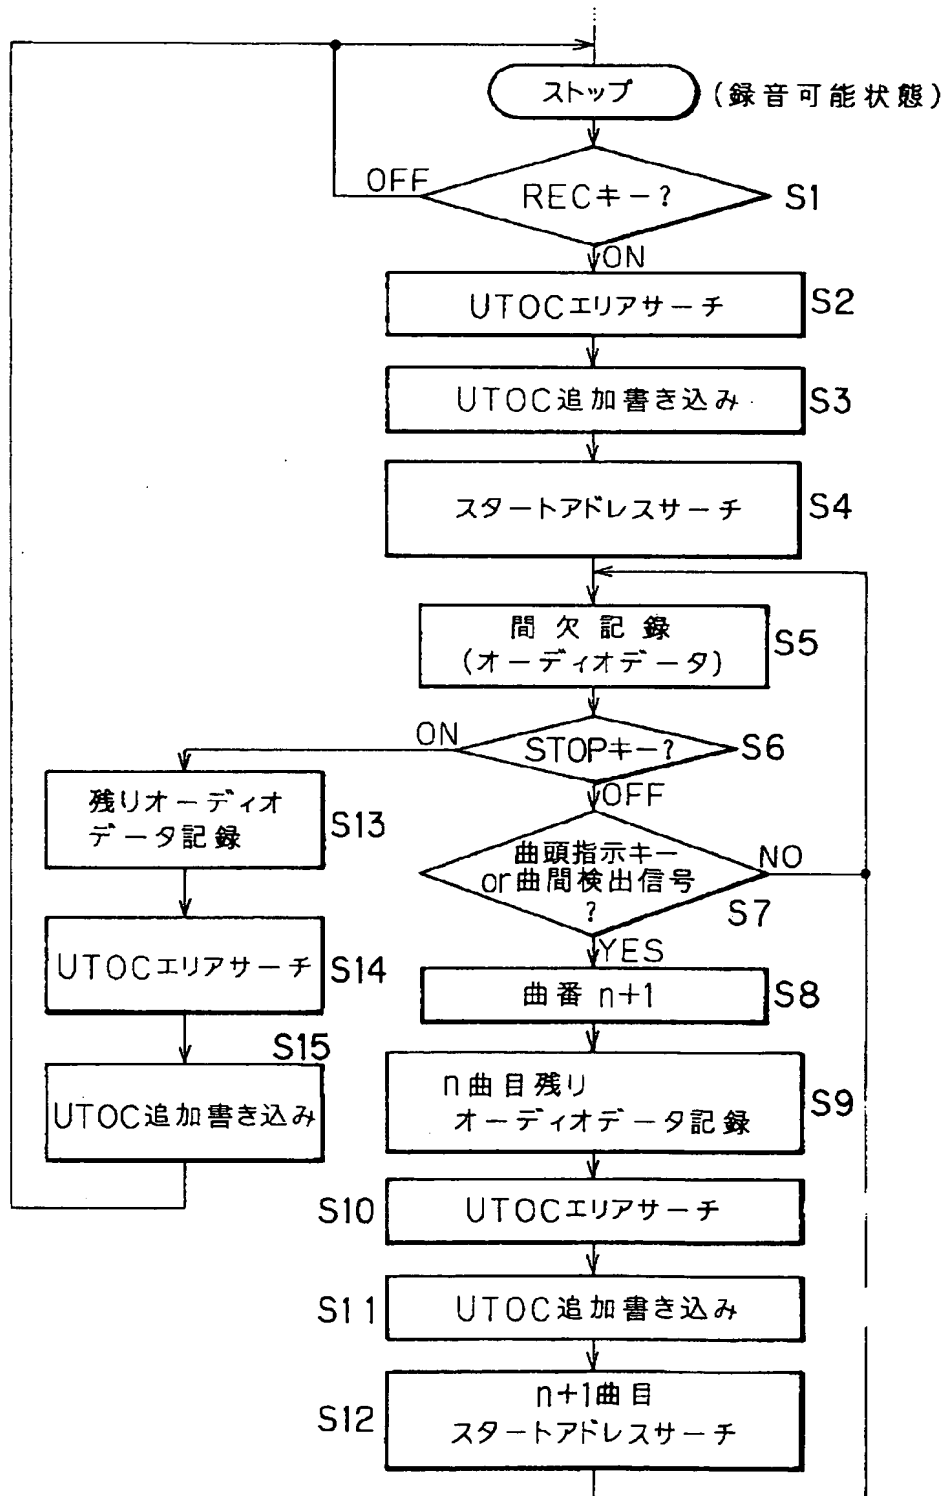 ストップ (録音可能状態)
OFF
RECキー? S1
ON
UTOCエリアサーチ S2
UTOC追加書き込み S3
スタートアドレスサーチ S4
間欠記録
(オーディオデータ) S5
ON
STOPキー? S6
OFF
残りオーディオ
データ記録 S13
曲頭指示キー
or曲間検出信号
? S7
NO
YES
UTOCエリアサーチ S14
曲番 n+1 S8
S15
UTOC追加書き込み
n曲目残り
オーディオデータ記録 S9
S10 UTOCエリアサーチ
S11 UTOC追加書き込み
S12 n+1曲目
スタートアドレスサーチ